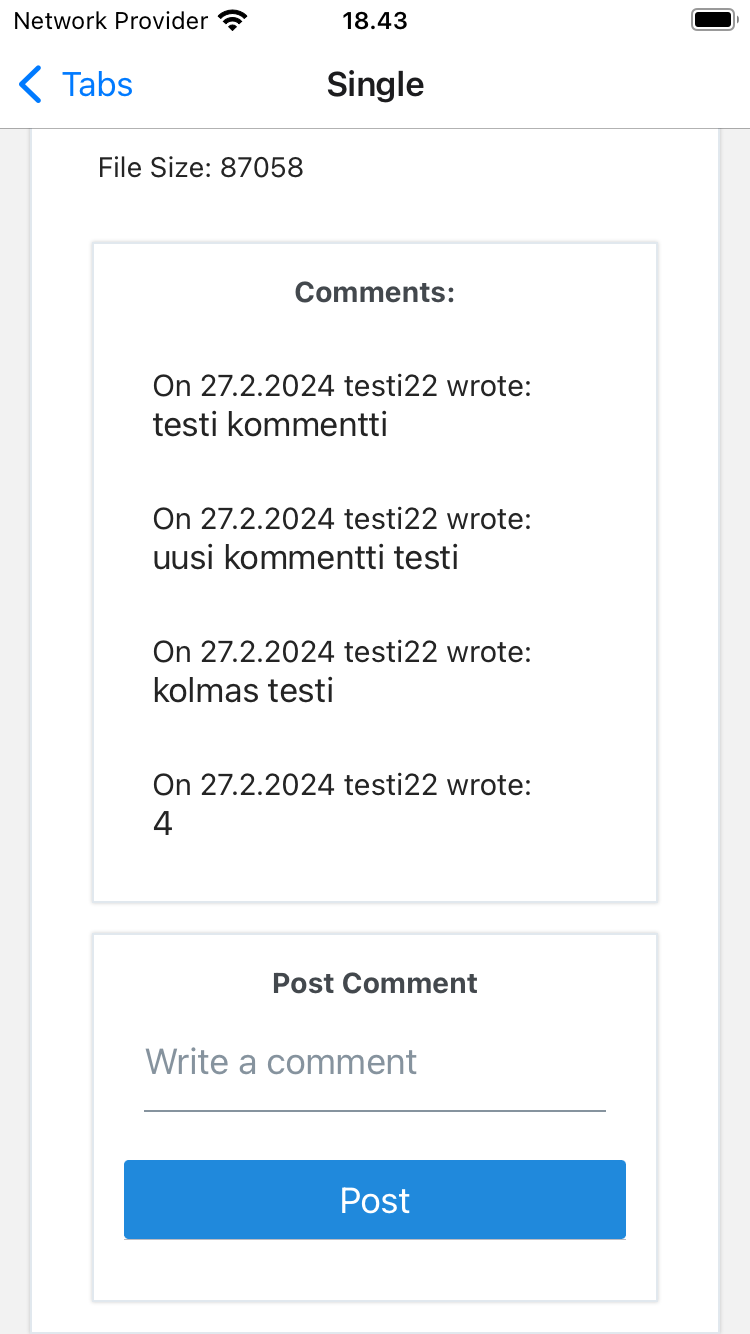 Network Provider 18.43
Tabs Single
File Size: 87058
Comments:
On 27.2.2024 testi22 wrote:
testi kommentti
On 27.2.2024 testi22 wrote:
uusi kommentti testi
On 27.2.2024 testi22 wrote:
kolmas testi
On 27.2.2024 testi22 wrote:
4
Post Comment
Write a comment
Post